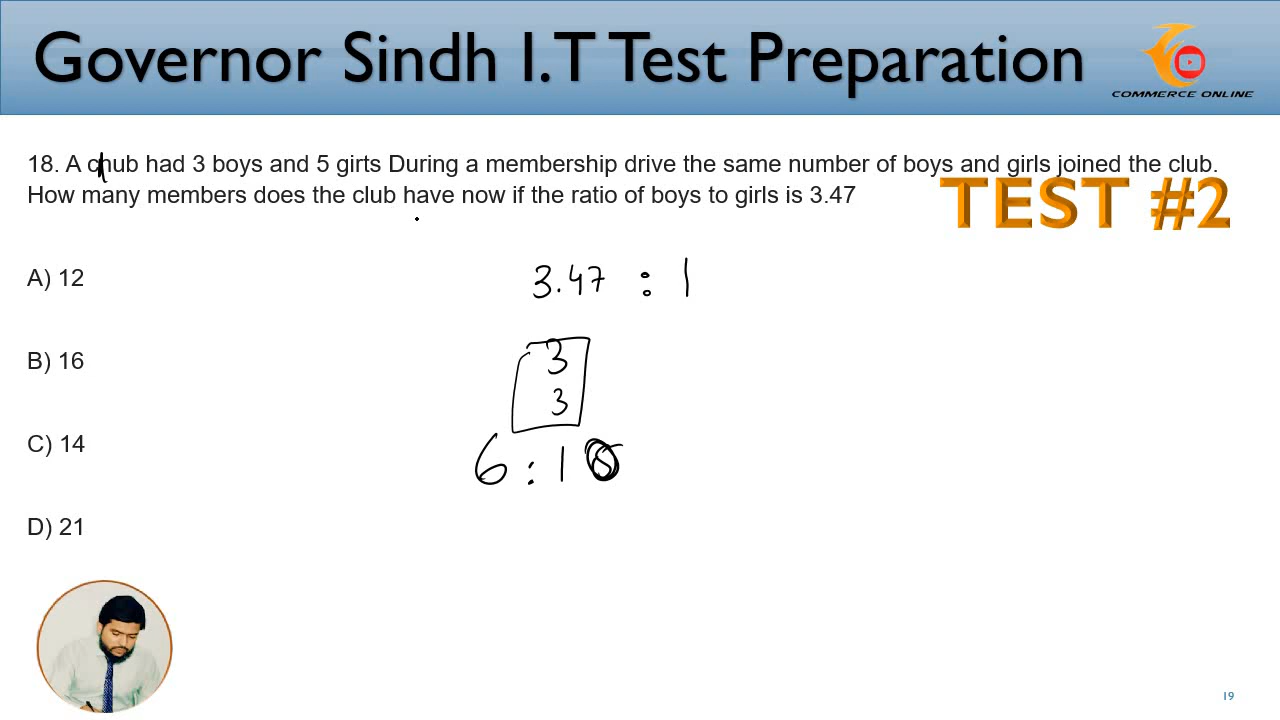 Governor Sindh I.T Test Preparation
COMMERCE ONLINE
18. A chub had 3 boys and 5 girts During a membership drive the same number of boys and girls joined the club.
How many members does the club have now if the ratio of boys to girls is 3.47
TEST #2
A) 12
3.47 : 1
B) 16
3
3
C) 14
6 : 1
D) 21
19